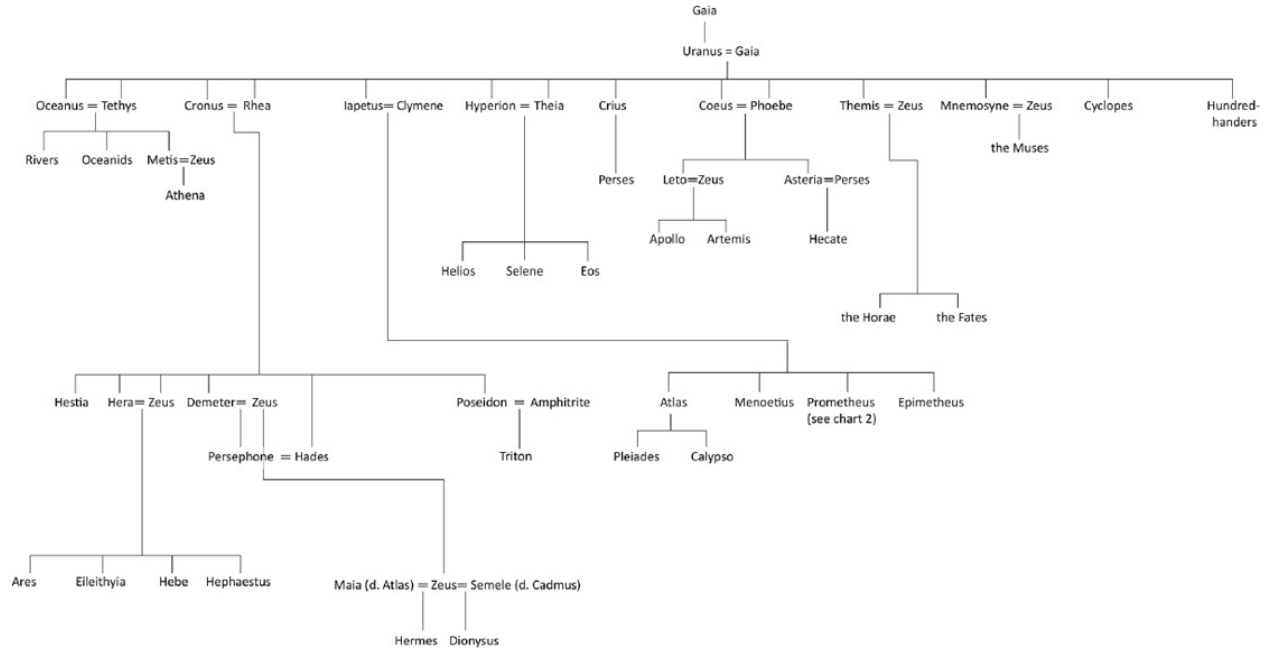 Gaia
Uranus = Gaia
Oceanus = Tethys
Cronus = Rhea
Iapetus= Clymene
Hyperion = Theia
Crius
Coeus = Phoebe
Themis = Zeus
Mnemosyne = Zeus
Cyclopes
Hundred-
handers
Rivers
Oceanids
Metis=Zeus
the Muses
Athena
Perses
Leto=Zeus
Asteria=Perses
Apollo
Artemis
Hecate
Helios
Selene
Eos
the Horae
the Fates
Hestia
Hera= Zeus
Demeter= Zeus
Poseidon = Amphitrite
Atlas
Menoetius
Prometheus
(see chart 2)
Epimetheus
Persephone = Hades
Triton
Pleiades
Calypso
Ares
Eileithyia
Hebe
Hephaestus
Maia (d. Atlas) = Zeus= Semele (d. Cadmus)
Hermes
Dionysus